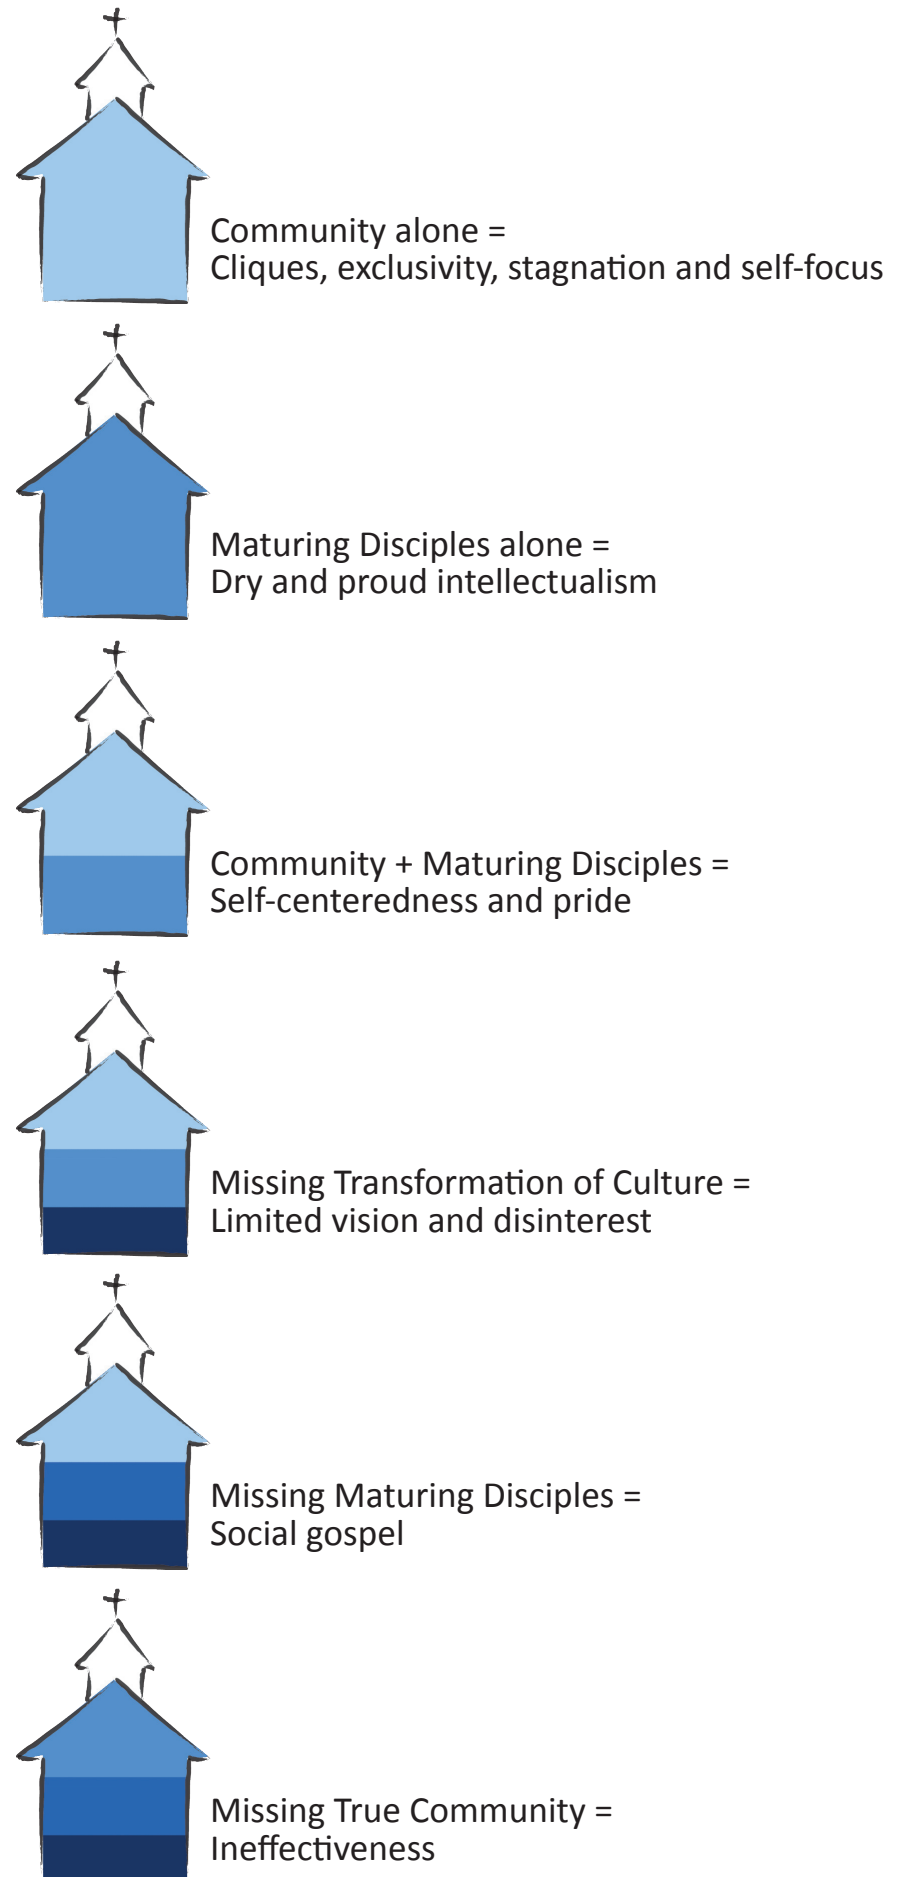 Community alone =
Cliques, exclusivity, stagnation and self-focus
Maturing Disciples alone =
Dry and proud intellectualism
Community + Maturing Disciples =
Self-centeredness and pride
Missing Transformation of Culture =
Limited vision and disinterest
Missing Maturing Disciples =
Social gospel
Missing True Community =
Ineffectiveness